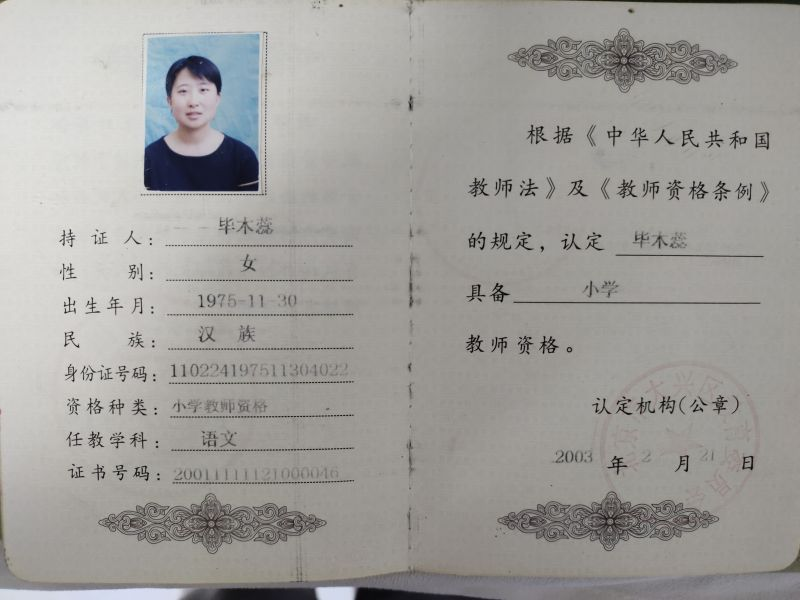 持证人：毕木蕊
性别：女
出生年月：1975-11-30
民族：汉族
身份证号码：110224197511304022
资格种类：小学教师资格
任教学科：语文
证书号码：20011111121000046
根据《中华人民共和国
教师法》及《教师资格条例》
的规定，认定 毕木蕊
具备 小学
教师资格。
认定机构（公章）
2003 年 2 月 21 日